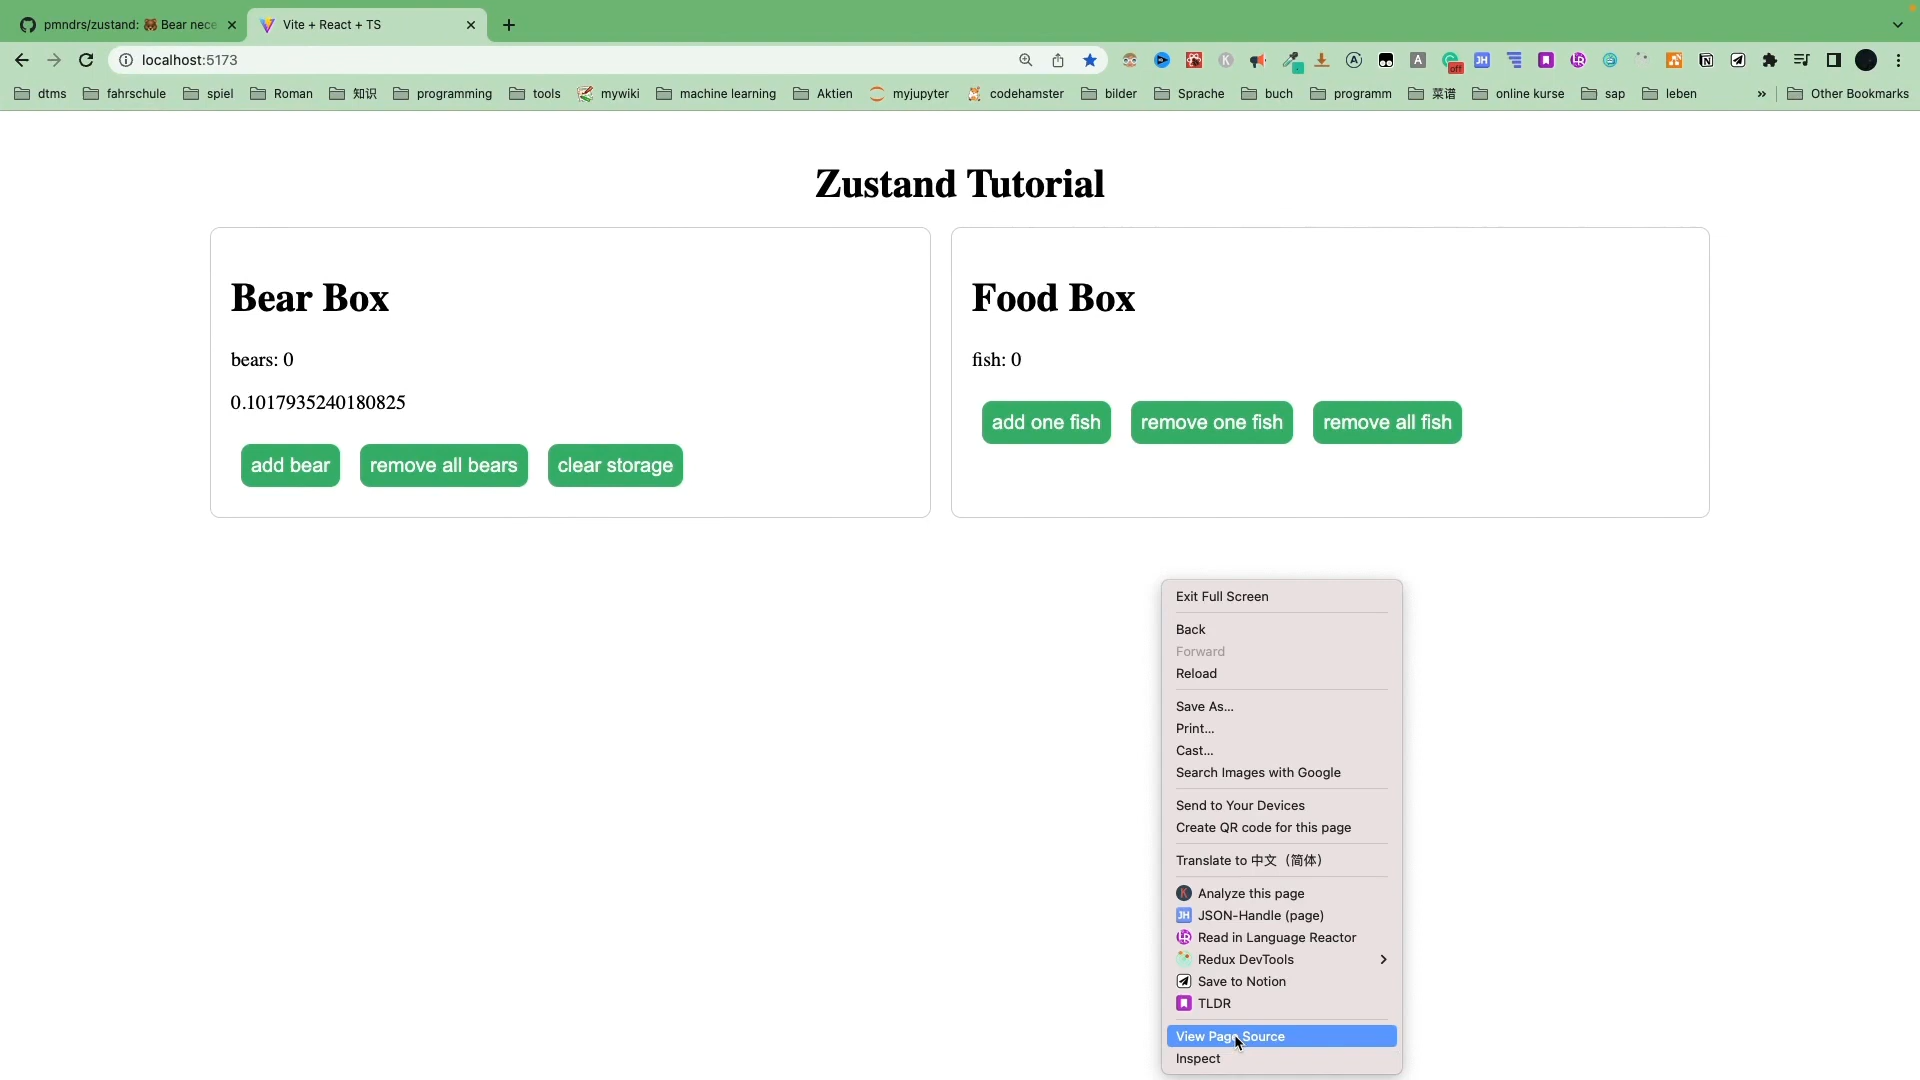 pmndrs/zustand: 🐻 Bear nece
Vite + React + TS
localhost:5173
dtms fahrschule spiel Roman 知识 programming tools mywiki machine learning Aktien myjupyter codehamster bilder Sprache buch programm 菜谱 online kurse sap leben » Other Bookmarks
Zustand Tutorial
Bear Box
bears: 0
0.1017935240180825
add bear remove all bears clear storage
Food Box
fish: 0
add one fish remove one fish remove all fish
Exit Full Screen
Back
Forward
Reload
Save As...
Print...
Cast...
Search Images with Google
Send to Your Devices
Create QR code for this page
Translate to 中文（简体）
Analyze this page
JSON-Handle (page)
Read in Language Reactor
Redux DevTools
Save to Notion
TLDR
View Page Source
Inspect